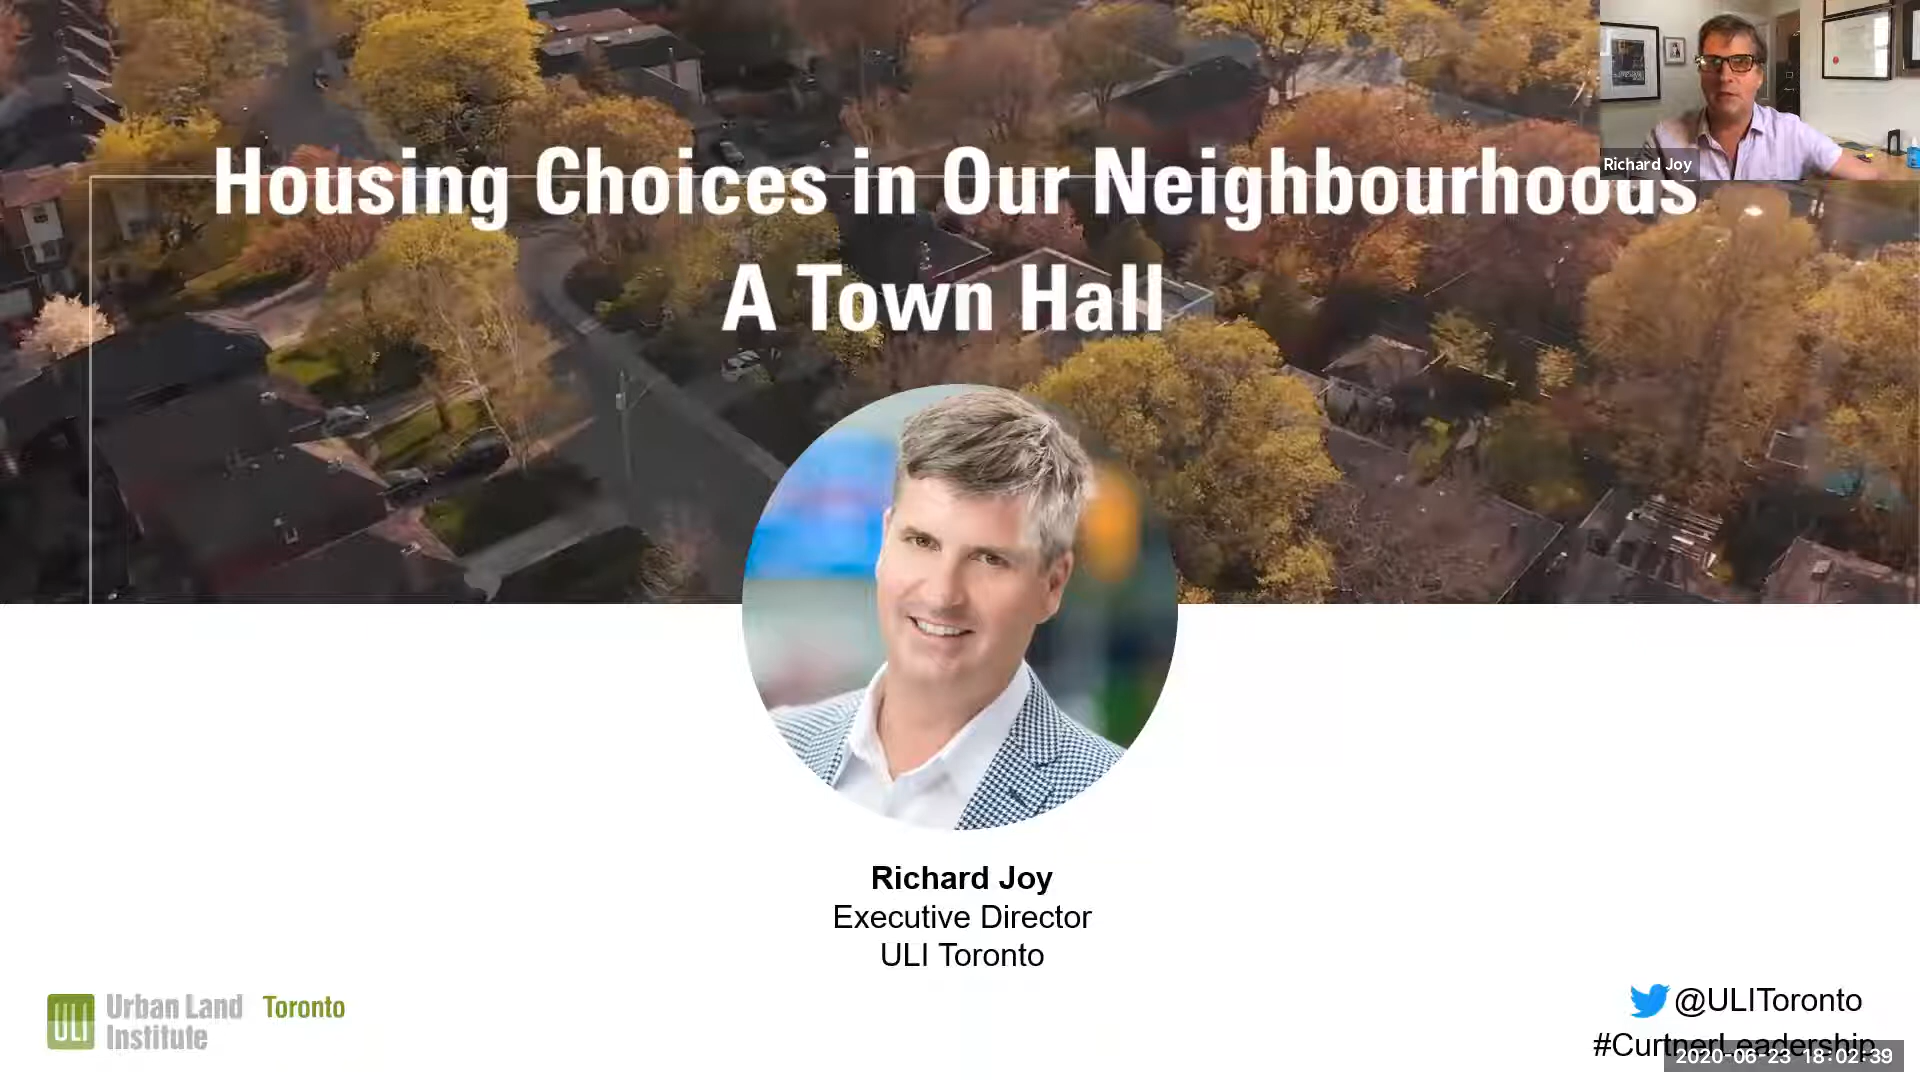 Housing Choices in Our Neighbourhoods
A Town Hall
Richard Joy
Richard Joy
Executive Director
ULI Toronto
ULI
Urban Land
Institute
Toronto
@ULIToronto
#CurtnerLeadership
2020-06-23 18:02:39